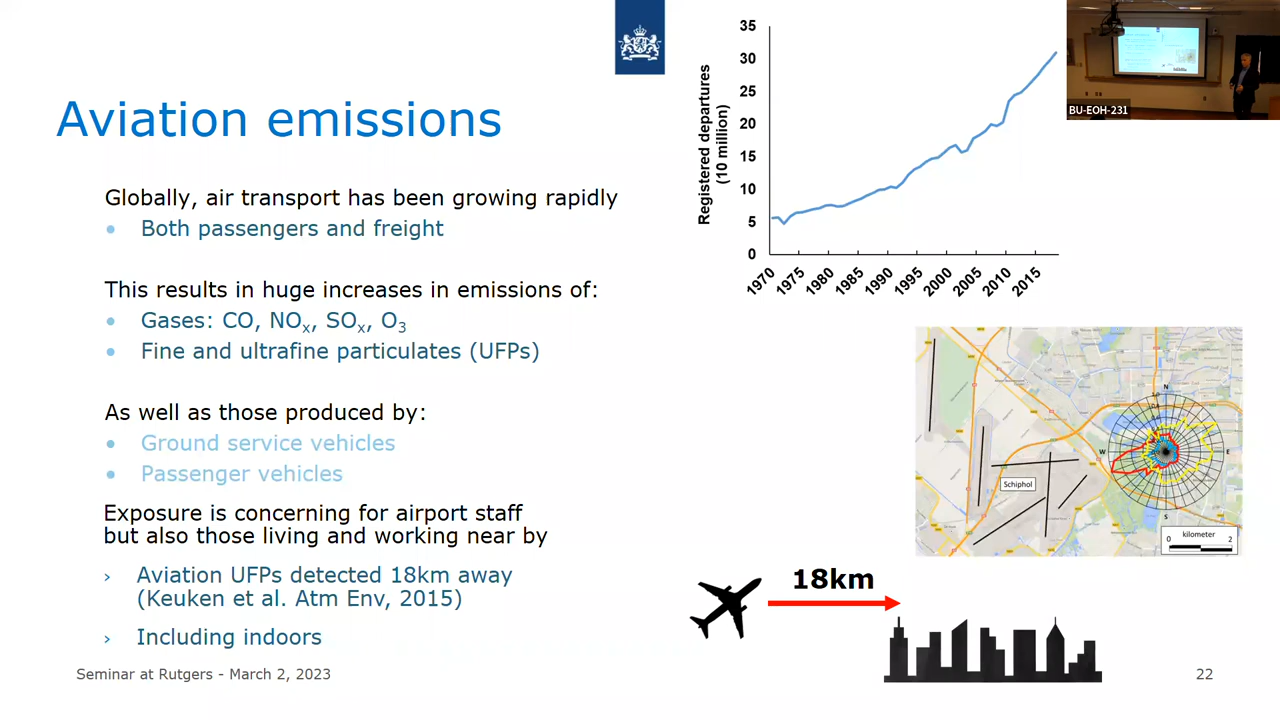 Aviation emissions
Globally, air transport has been growing rapidly
• Both passengers and freight
This results in huge increases in emissions of:
• Gases: CO, NOx, SOx, O3
• Fine and ultrafine particulates (UFPs)
As well as those produced by:
• Ground service vehicles
• Passenger vehicles
Exposure is concerning for airport staff
but also those living and working near by
› Aviation UFPs detected 18km away
(Keuken et al. Atm Env, 2015)
› Including indoors
Seminar at Rutgers - March 2, 2023
22
Registered departures
(10 million)
35
30
25
20
15
10
5
0
1970
1975
1980
1985
1990
1995
2000
2005
2010
2015
BU-EOH-231
N
W
E
S
Schiphol
kilometer
0 2
18km